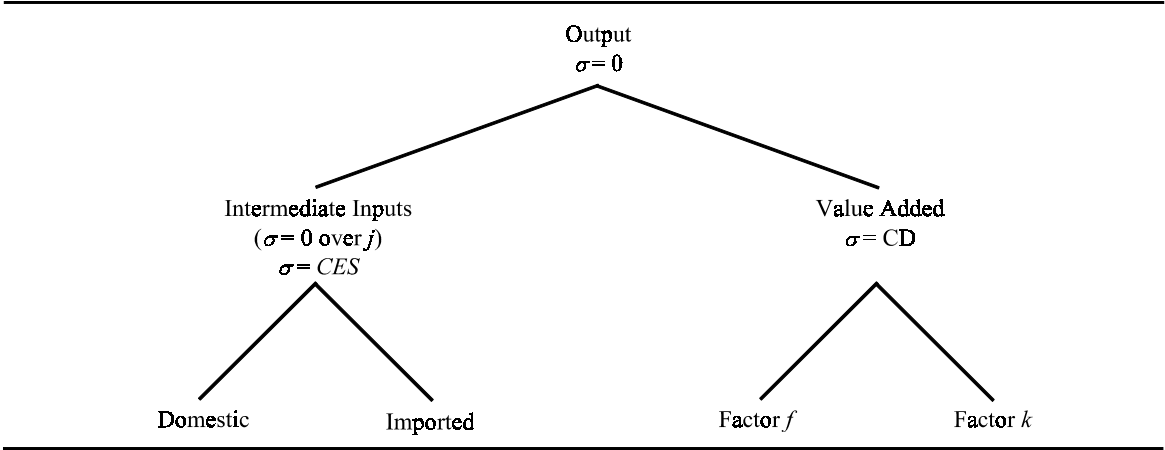 Output
σ = 0
Intermediate Inputs
(σ = 0 over j)
σ = CES
Value Added
σ = CD
Domestic
Imported
Factor f
Factor k